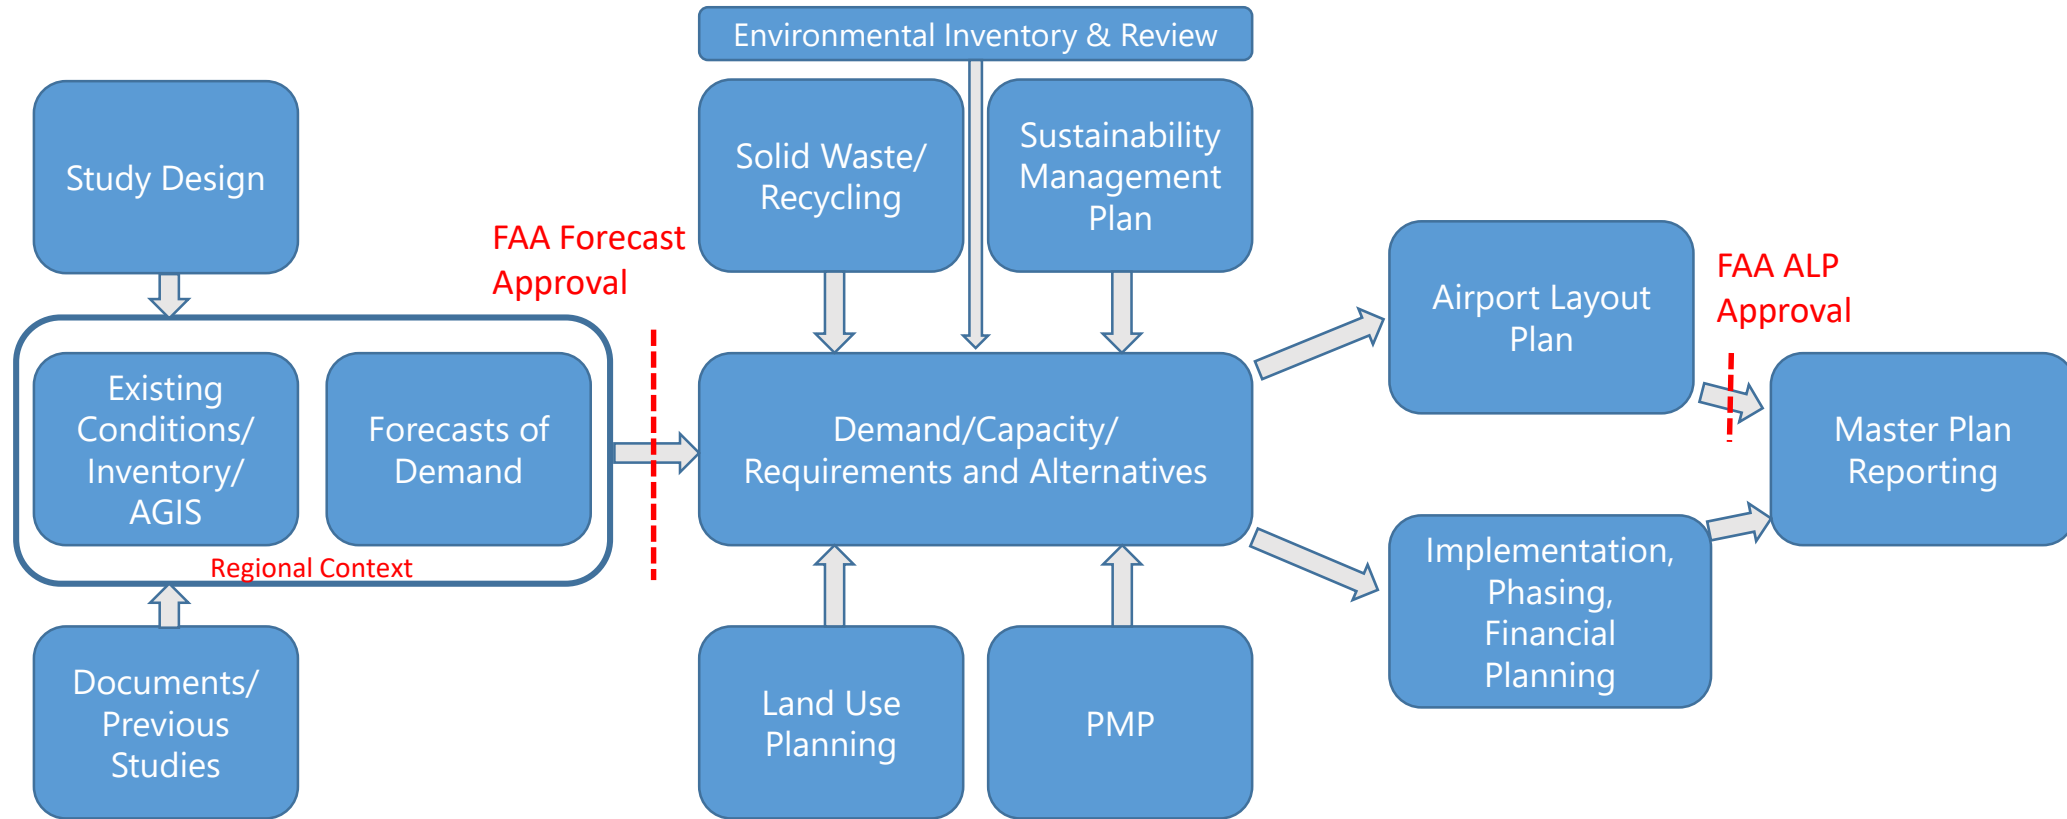 Environmental Inventory & Review
Study Design
Solid Waste/
Recycling
Sustainability
Management
Plan
FAA Forecast
Approval
Airport Layout
Plan
FAA ALP
Approval
Existing
Conditions/
Inventory/
AGIS
Forecasts of
Demand
Regional Context
Demand/Capacity/
Requirements and Alternatives
Master Plan
Reporting
Implementation,
Phasing,
Financial
Planning
Documents/
Previous
Studies
Land Use
Planning
PMP